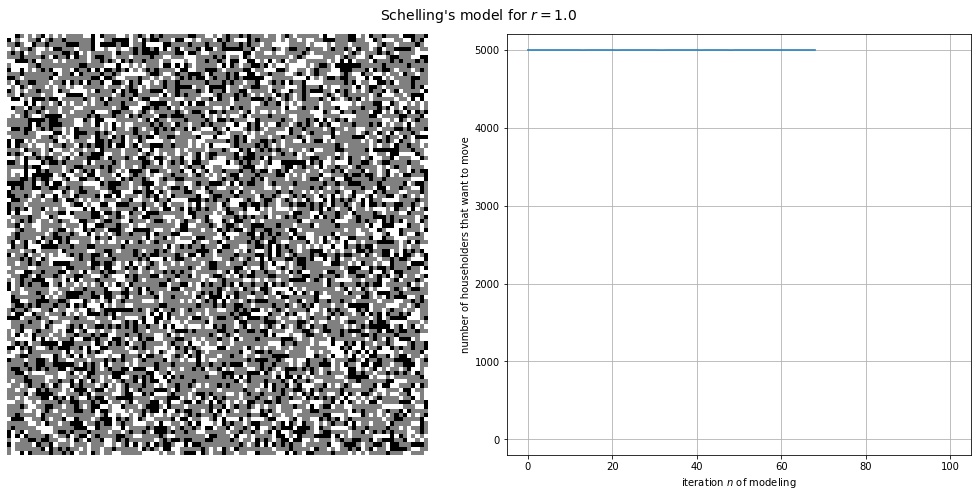 Schelling's model for r = 1.0
number of householders that want to move
5000
4000
3000
2000
1000
0
0 20 40 60 80 100
iteration n of modeling